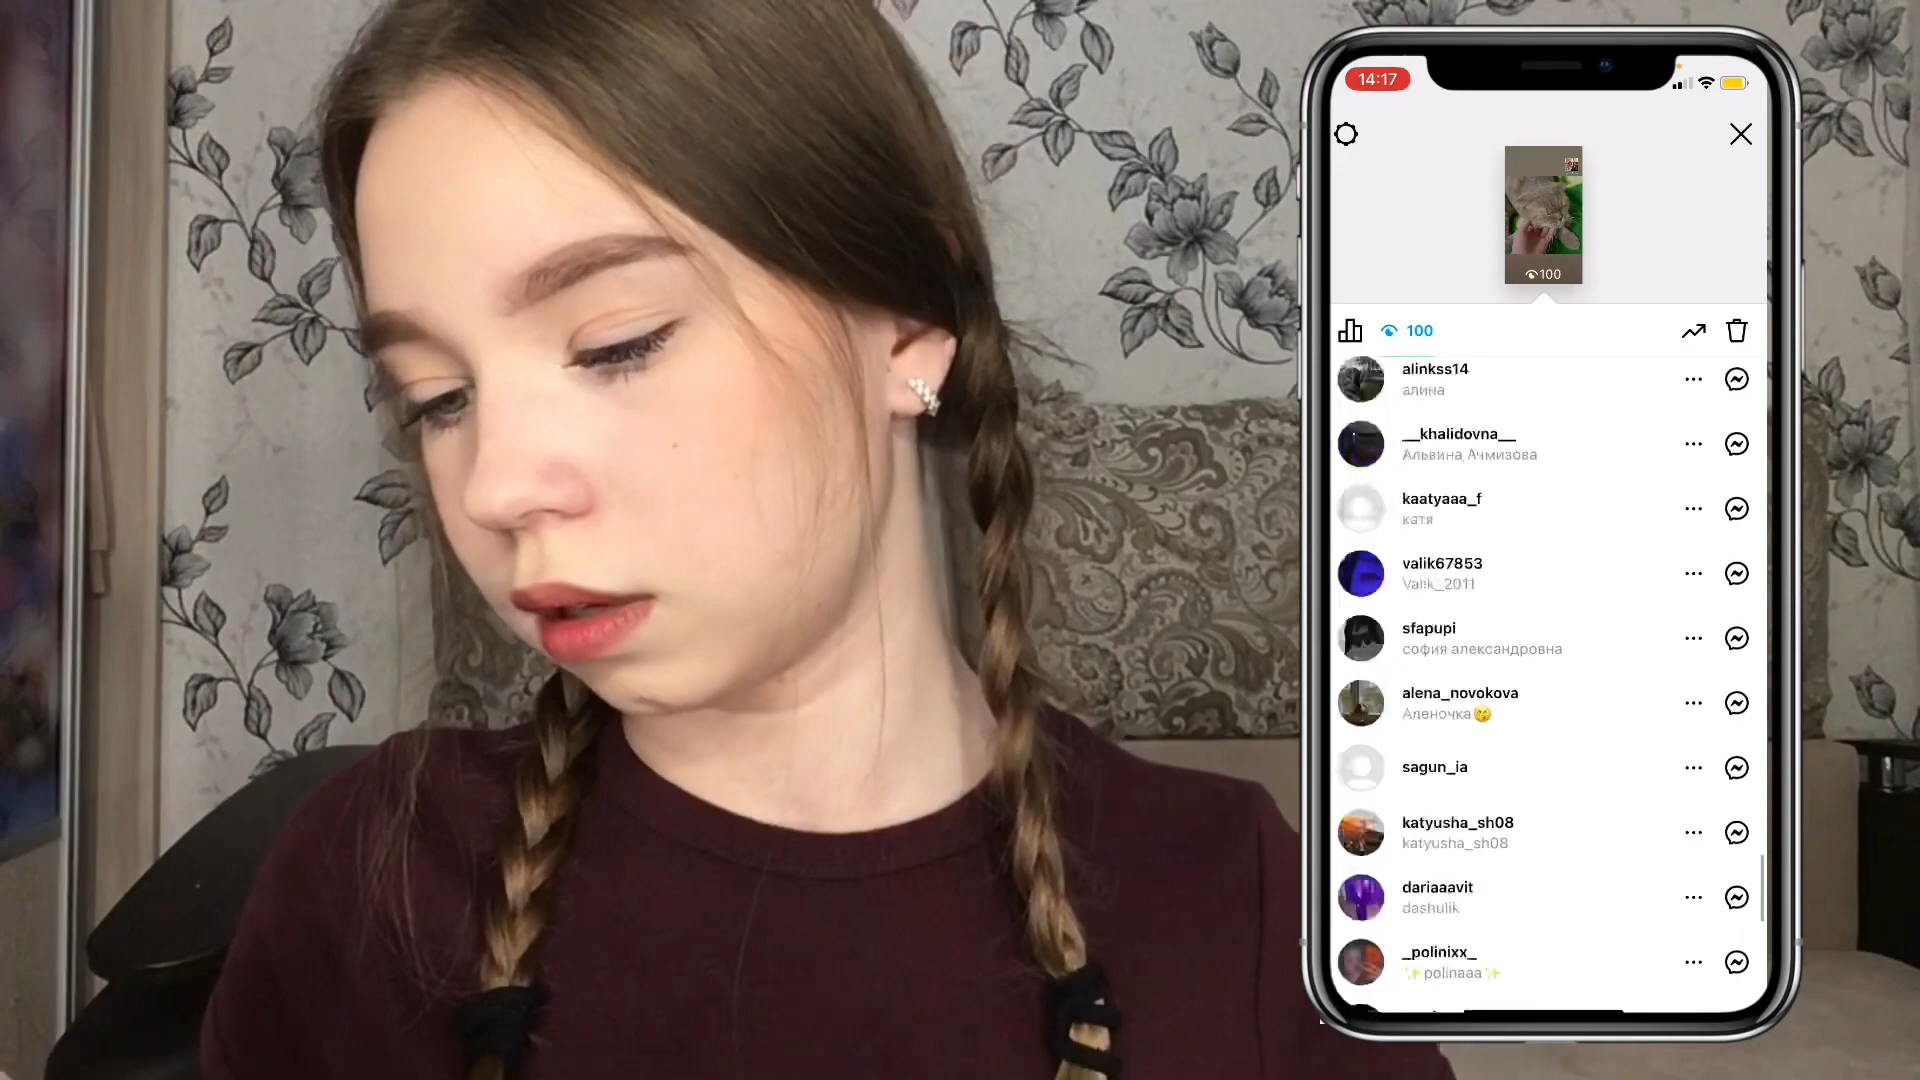 14:17
100
100
alinkss14
алина
__khalidovna__
Альвина Ачмизова
kaatyaaa_f
катя
valik67853
Valik_2011
sfapupi
софия александровна
alena_novokova
Аленочка🤫
sagun_ia
katyusha_sh08
katyusha_sh08
dariaaavit
dashulik
_polinixx_
✨polinaaa✨